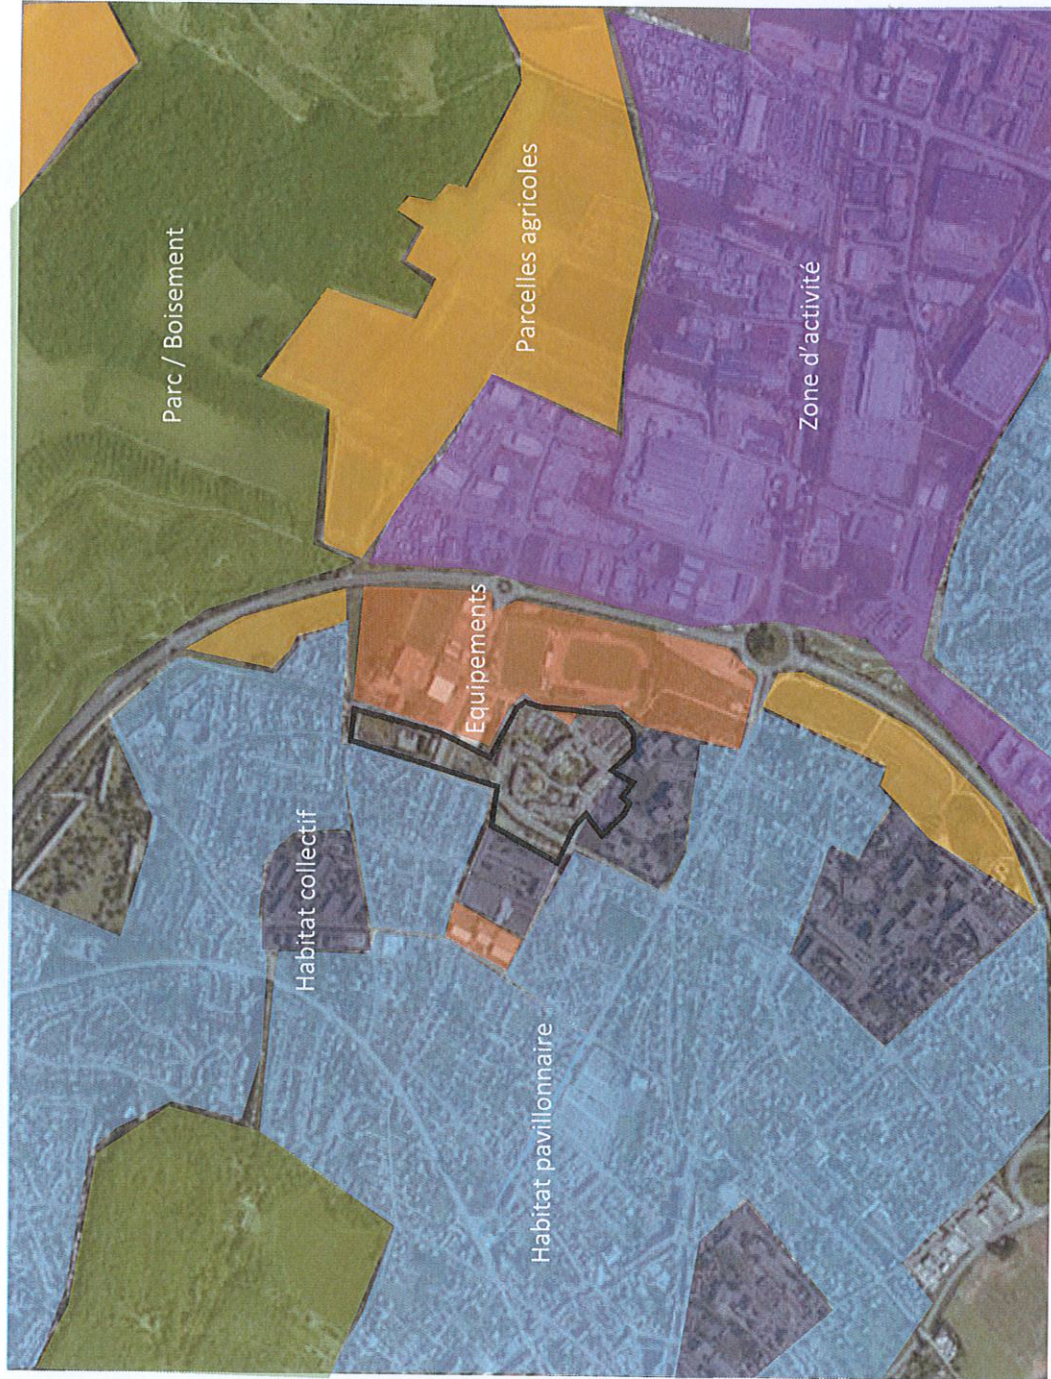 Parc / Boisement
Parcelles agricoles
Zone d'activité
Equipements
Habitat collectif
Habitat pavillonnaire